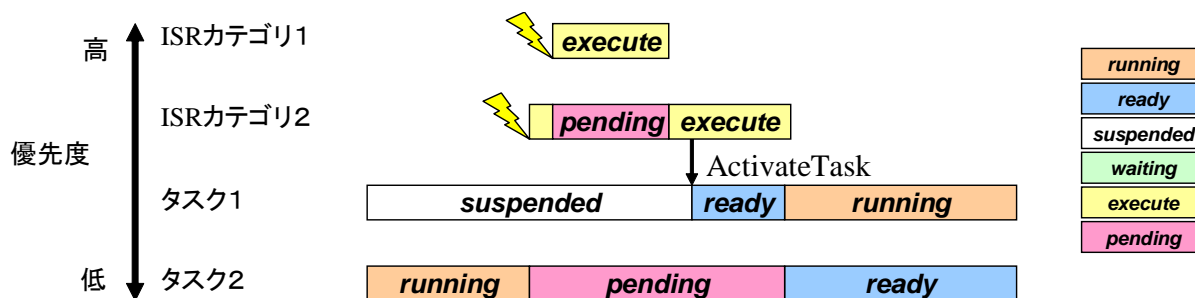 高
優先度
低
ISRカテゴリ1
execute
ISRカテゴリ2
pending execute
ActivateTask
タスク1
suspended ready running
タスク2
running pending ready
running
ready
suspended
waiting
execute
pending